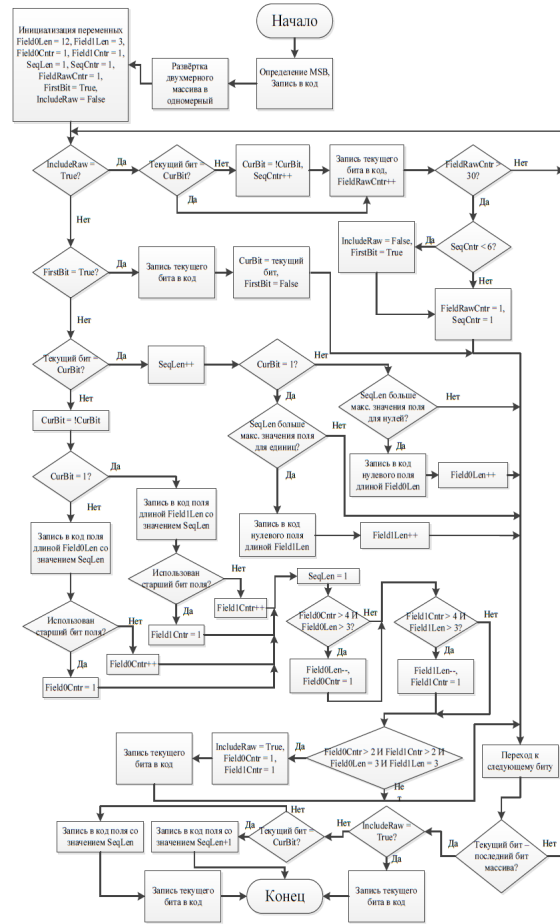 Начало
Инициализация переменных
Field0Len = 12, Field1Len = 3,
Field0Cntr = 1, Field1Cntr = 1,
SeqLen = 1, SeqCntr = 1,
FieldRawCntr = 1,
FirstBit = True,
IncludeRaw = False
Развёртка
двухмерного
массива в
одномерный
Определение MSB,
Запись в код
IncludeRaw =
True?
Да
Текущий бит =
CurBit?
Нет
CurBit = !CurBit,
SeqCntr++
Запись текущего
бита в код,
FieldRawCntr++
FieldRawCntr >
30?
Нет
Да
Да
Нет
IncludeRaw = False,
FirstBit = True
Да
SeqCntr < 6?
Нет
FirstBit = True?
Да
Запись текущего
бита в код
CurBit = текущий
бит,
FirstBit = False
FieldRawCntr = 1,
SeqCntr = 1
Нет
Текущий бит =
CurBit?
Да
SeqLen++
CurBit = 1?
Нет
SeqLen больше
макс. значения поля
для нулей?
Нет
Нет
Да
CurBit = !CurBit
SeqLen больше
макс. значения поля
для единиц?
Нет
Да
Запись в код
нулевого поля
длиной Field0Len
Field0Len++
CurBit = 1?
Да
Нет
Запись в код поля
длиной Field1Len со
значением SeqLen
Да
Запись в код
нулевого поля
длиной Field1Len
Field1Len++
Запись в код поля
длиной Field0Len со
значением SeqLen
Использован
старший бит поля?
Нет
Field1Cntr++
Да
Field1Cntr = 1
SeqLen = 1
Field0Cntr > 4 И
Field0Len > 3?
Нет
Field1Cntr > 4 И
Field1Len > 3?
Нет
Использован
старший бит поля?
Нет
Field0Cntr++
Да
Field0Cntr = 1
Да
Field0Len--,
Field0Cntr = 1
Да
Field1Len--,
Field1Cntr = 1
Запись текущего
бита в код
IncludeRaw = True,
Field0Cntr = 1,
Field1Cntr = 1
Да
Field0Cntr > 2 И Field1Cntr > 2 И
Field0Len = 3 И Field1Len = 3
Не
т
Переход к
следующему биту
Запись в код поля со
значением SeqLen
Запись в код поля со
значением SeqLen+1
Да
Нет
Текущий бит =
CurBit?
Нет
IncludeRaw =
True?
Да
Да
Текущий бит –
последний бит
массива?
Нет
Запись текущего
бита в код
Конец
Запись текущего
бита в код